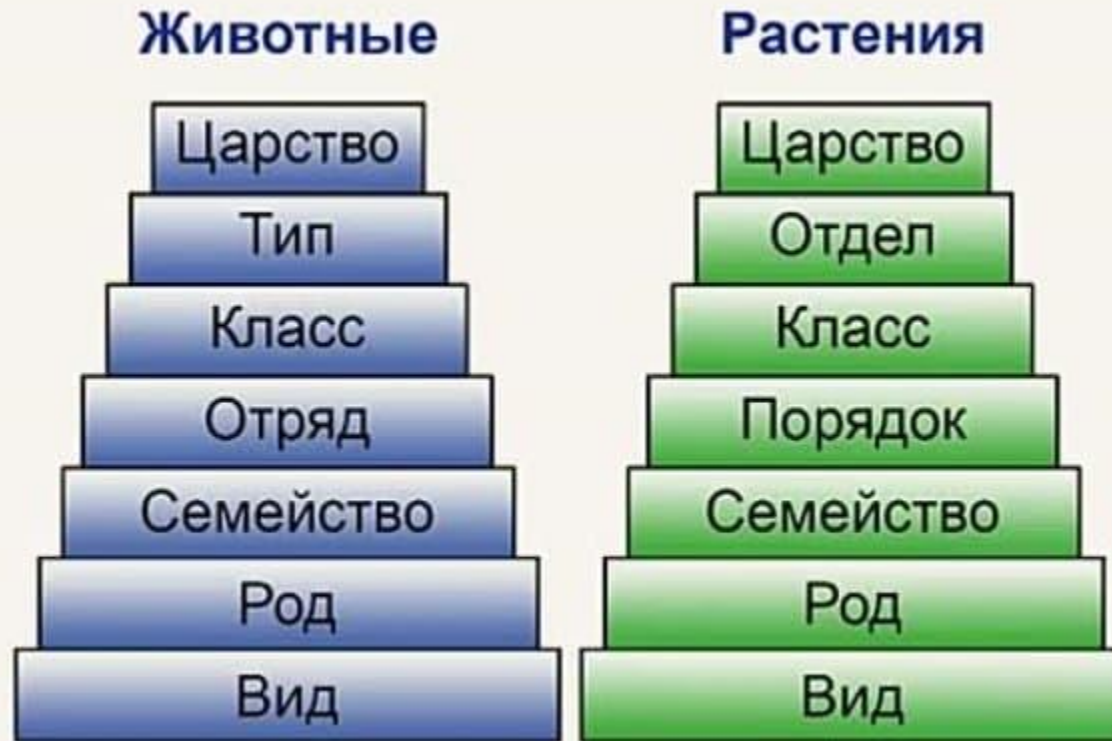 Животные
Царство
Тип
Класс
Отряд
Семейство
Род
Вид
Растения
Царство
Отдел
Класс
Порядок
Семейство
Род
Вид